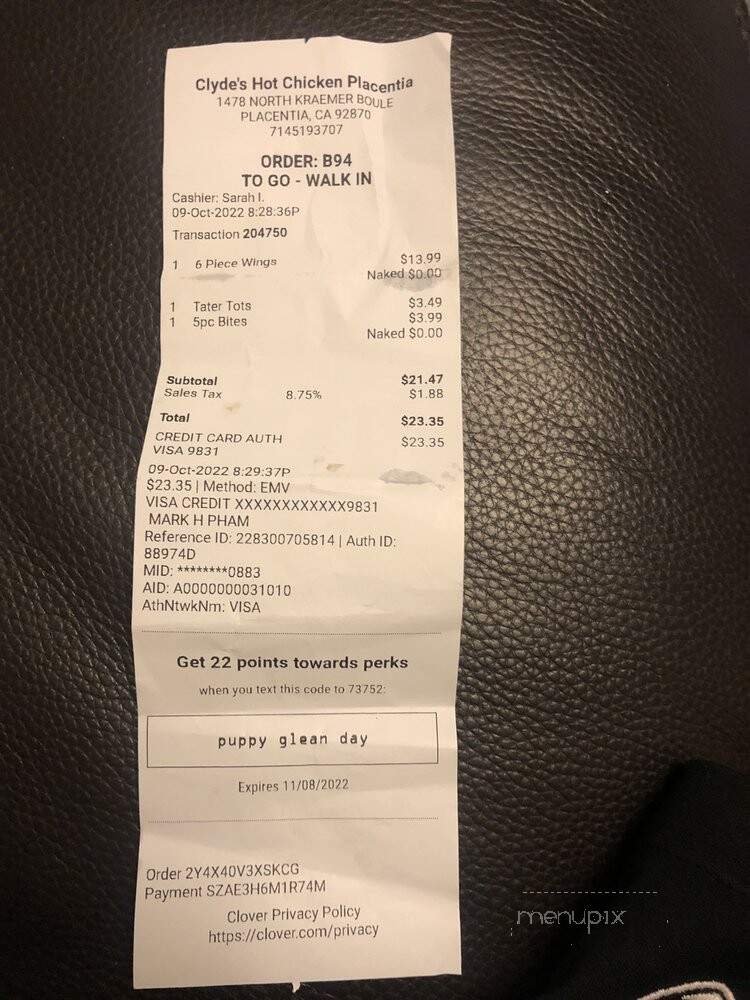 Clyde's Hot Chicken Placentia
1478 NORTH KRAEMER BOULE
PLACENTIA, CA 92870
7145193707
ORDER: B94
TO GO - WALK IN
Cashier: Sarah I.
09-Oct-2022 8:28:36P
Transaction 204750
1 6 Piece Wings $13.99
Naked $0.00
1 Tater Tots $3.49
1 5pc Bites $3.99
Naked $0.00
Subtotal $21.47
Sales Tax 8.75% $1.88
Total $23.35
CREDIT CARD AUTH $23.35
VISA 9831
09-Oct-2022 8:29:37P
$23.35 | Method: EMV
VISA CREDIT XXXXXXXXXXXX9831
MARK H PHAM
Reference ID: 228300705814 | Auth ID:
88974D
MID: ********0883
AID: A0000000031010
AthNtwkNm: VISA
Get 22 points towards perks
when you text this code to 73752:
puppy glean day
Expires 11/08/2022
Order 2Y4X40V3XSKCG
Payment SZAE3H6M1R74M
Clover Privacy Policy
https://clover.com/privacy
menupix